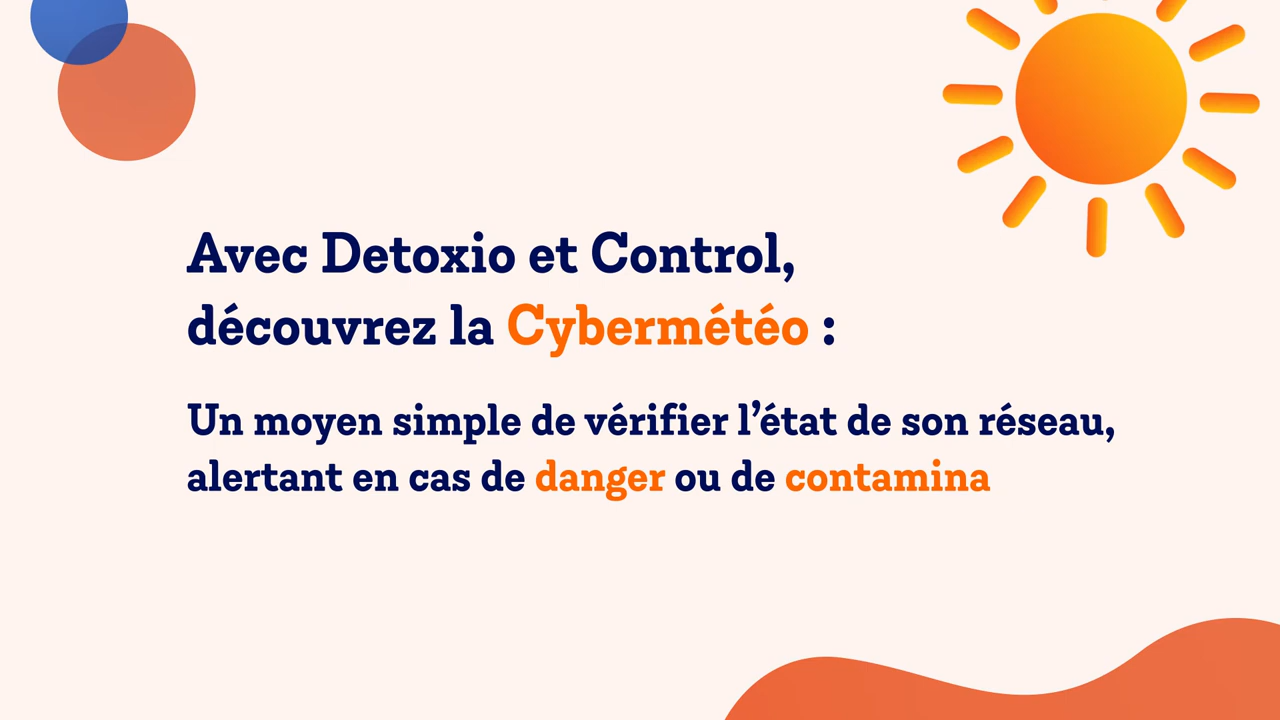 Avec Detoxio et Control,
découvrez la Cybermétéo :
Un moyen simple de vérifier l’état de son réseau,
alertant en cas de danger ou de contamina